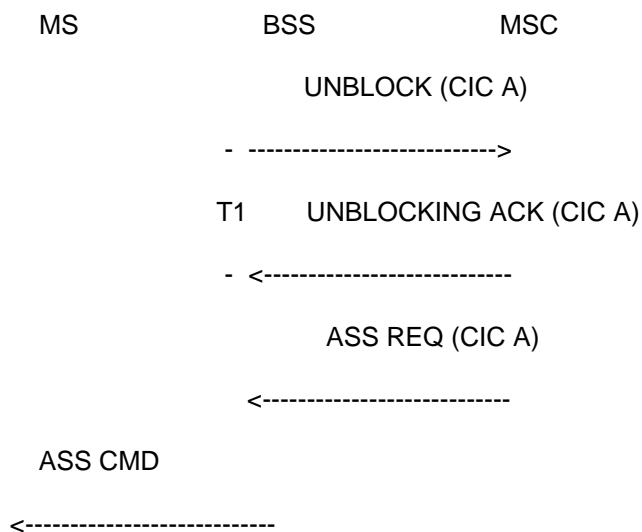 MS BSS MSC
UNBLOCK (CIC A)
- ---------------------------->
T1 UNBLOCKING ACK (CIC A)
- <----------------------------
ASS REQ (CIC A)
<-----------------------------
ASS CMD
<----------------------------